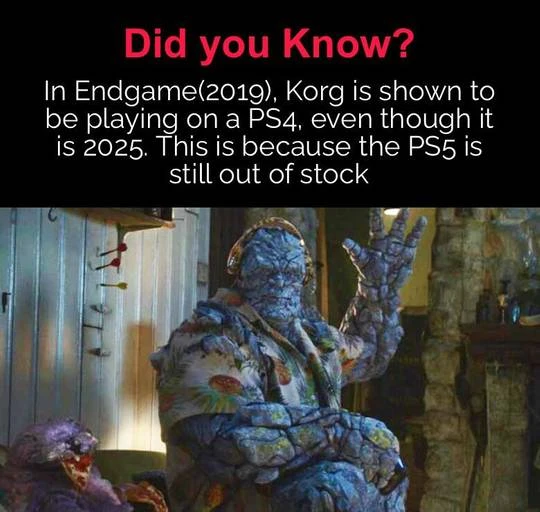 Did you Know?
In Endgame(2019), Korg is shown to
be playing on a PS4, even though it
is 2025. This is because the PS5 is
still out of stock